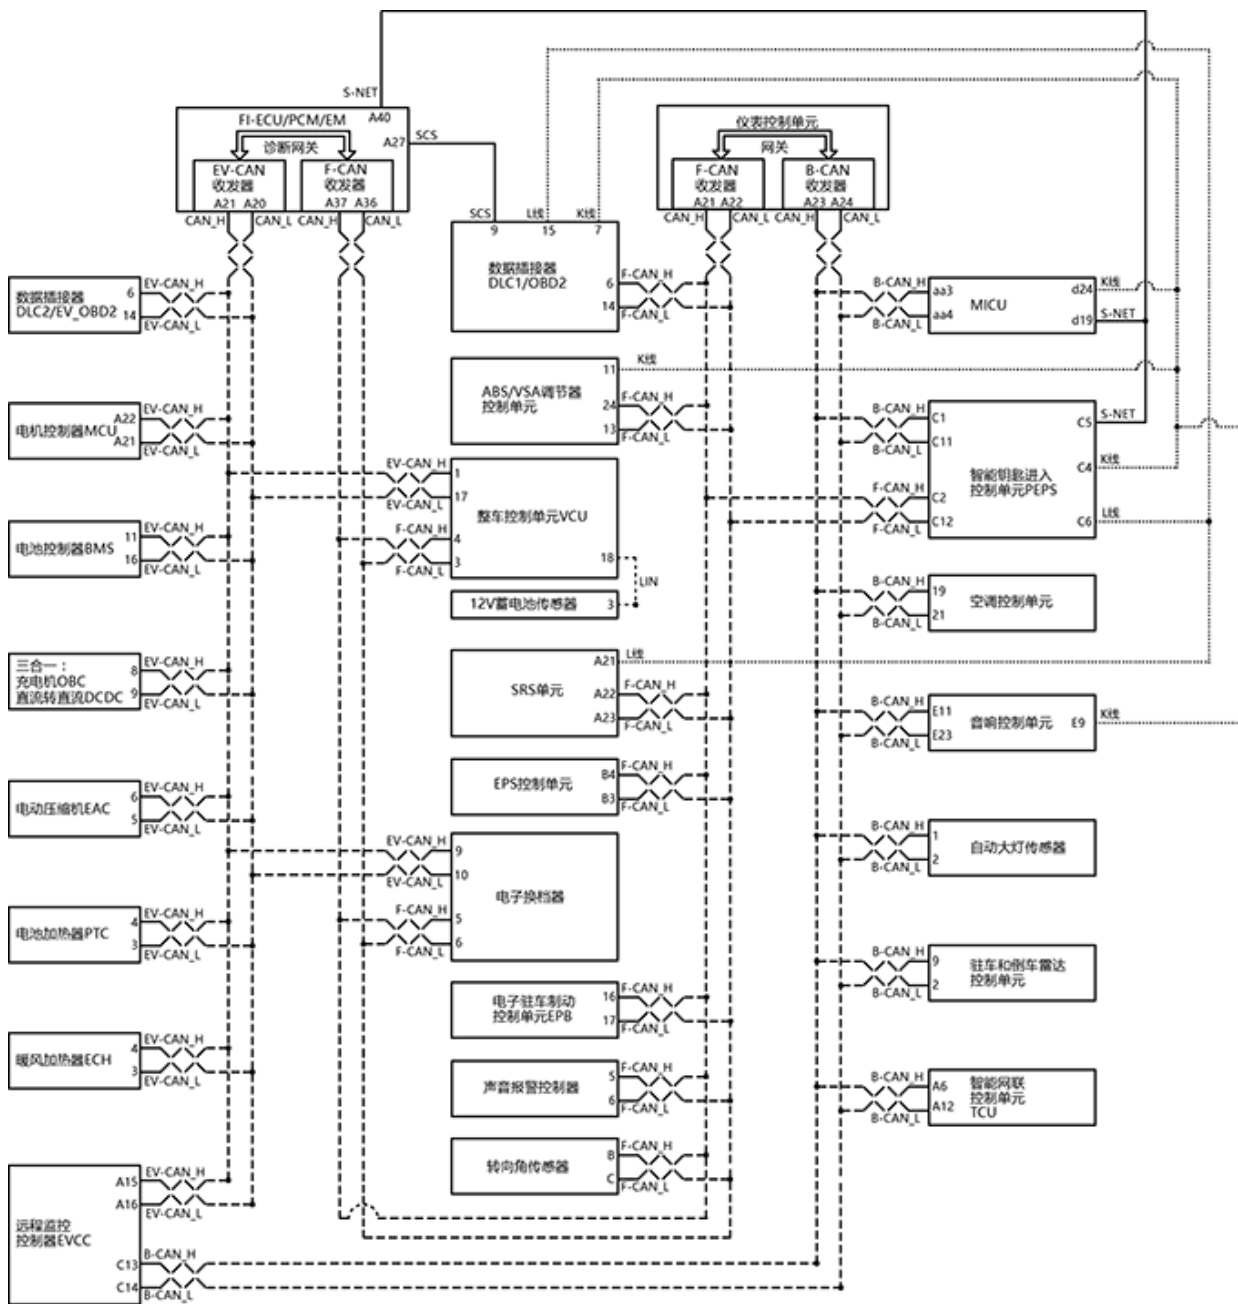 S-NET
FI-ECU/PCM/EM
A40
诊断网关
A27
SCS
EV-CAN
收发器
A21 A20
F-CAN
收发器
A37 A36
CAN_H
CAN_L
CAN_H
CAN_L
仪表控制单元
网关
F-CAN
收发器
A21 A22
B-CAN
收发器
A23 A24
CAN_H
CAN_L
CAN_H
CAN_L
数据插接器
DLC2/EV_OBD2
6
14
EV-CAN_H
EV-CAN_L
电机控制器MCU
A22
A21
EV-CAN_H
EV-CAN_L
电池控制器BMS
11
16
EV-CAN_H
EV-CAN_L
三合一：
充电机OBC
直流转直流DCDC
8
9
EV-CAN_H
EV-CAN_L
电动压缩机EAC
6
5
EV-CAN_H
EV-CAN_L
电池加热器PTC
4
3
EV-CAN_H
EV-CAN_L
暖风加热器ECH
4
3
EV-CAN_H
EV-CAN_L
远程监控
控制器EVCC
A15
A16
C13
C14
EV-CAN_H
EV-CAN_L
B-CAN_H
B-CAN_L
SCS
L线
K线
9
15
7
数据插接器
DLC1/OBD2
6
14
F-CAN_H
F-CAN_L
ABS/VSA调节器
控制单元
11
24
13
K线
F-CAN_H
F-CAN_L
EV-CAN_H
EV-CAN_L
F-CAN_H
F-CAN_L
1
17
4
3
整车控制单元VCU
18
LIN
12V蓄电池传感器
3
SRS单元
A21
A22
A23
L线
F-CAN_H
F-CAN_L
EPS控制单元
B4
B3
F-CAN_H
F-CAN_L
EV-CAN_H
EV-CAN_L
F-CAN_H
F-CAN_L
9
10
5
6
电子换档器
电子驻车制动
控制单元EPB
16
17
F-CAN_H
F-CAN_L
声音报警控制器
5
6
F-CAN_H
F-CAN_L
转向角传感器
B
C
F-CAN_H
F-CAN_L
B-CAN_H
B-CAN_L
aa3
aa4
MICU
d24
d19
K线
S-NET
B-CAN_H
B-CAN_L
F-CAN_H
F-CAN_L
C1
C11
C2
C12
智能钥匙进入
控制单元PEPS
C5
C4
C6
S-NET
K线
L线
B-CAN_H
B-CAN_L
19
21
空调控制单元
B-CAN_H
B-CAN_L
E11
E23
音响控制单元
E9
K线
B-CAN_H
B-CAN_L
1
2
自动大灯传感器
B-CAN_H
B-CAN_L
9
2
驻车和倒车雷达
控制单元
B-CAN_H
B-CAN_L
A6
A12
智能网联
控制单元
TCU